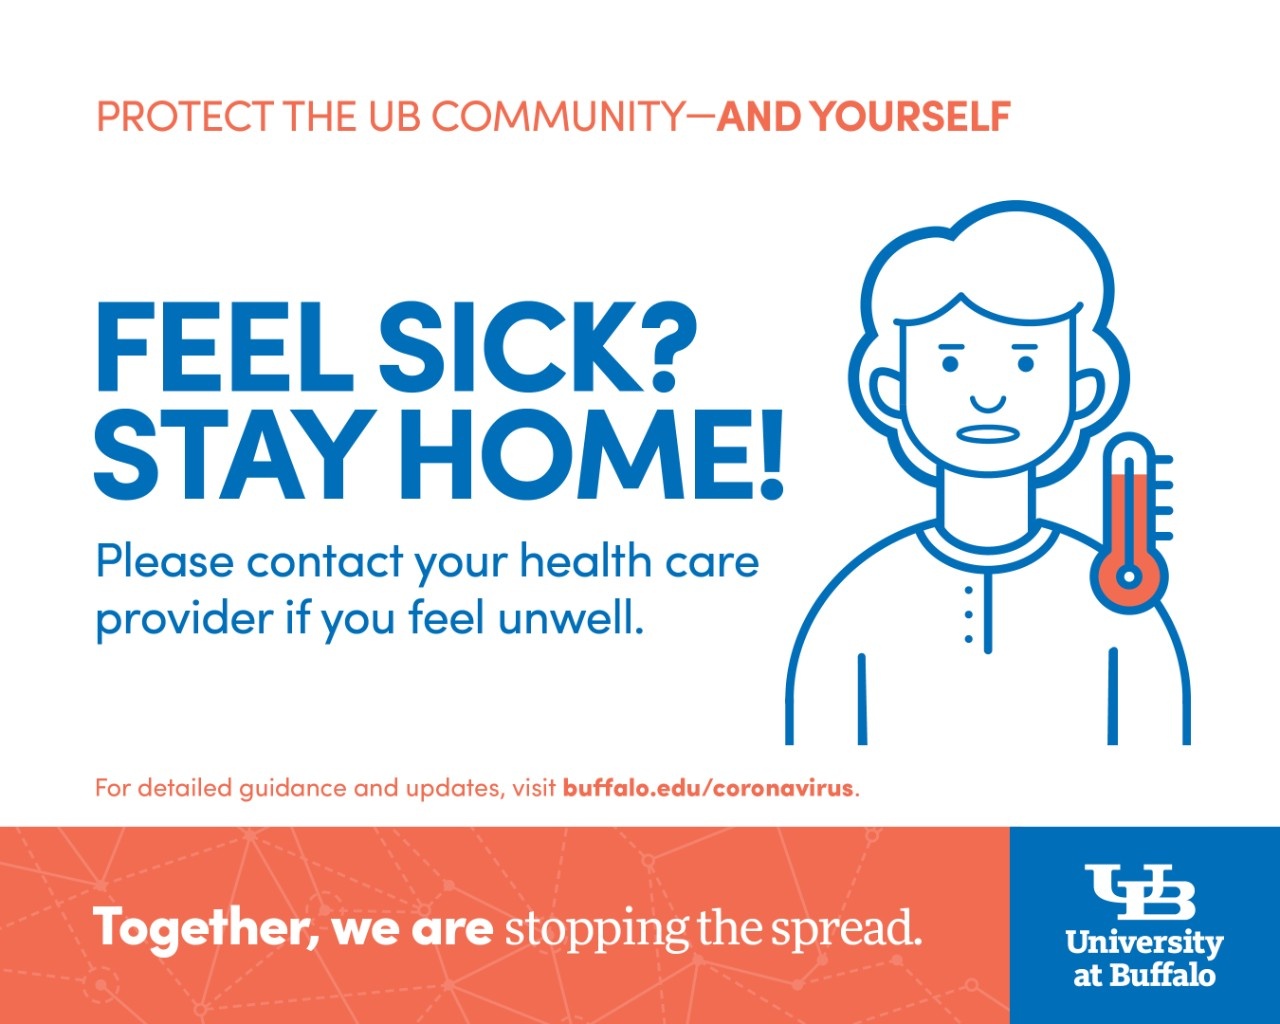 PROTECT THE UB COMMUNITY—AND YOURSELF
FEEL SICK?
STAY HOME!
Please contact your health care
provider if you feel unwell.
For detailed guidance and updates, visit buffalo.edu/coronavirus.
Together, we are stopping the spread.
UB
University
at Buffalo